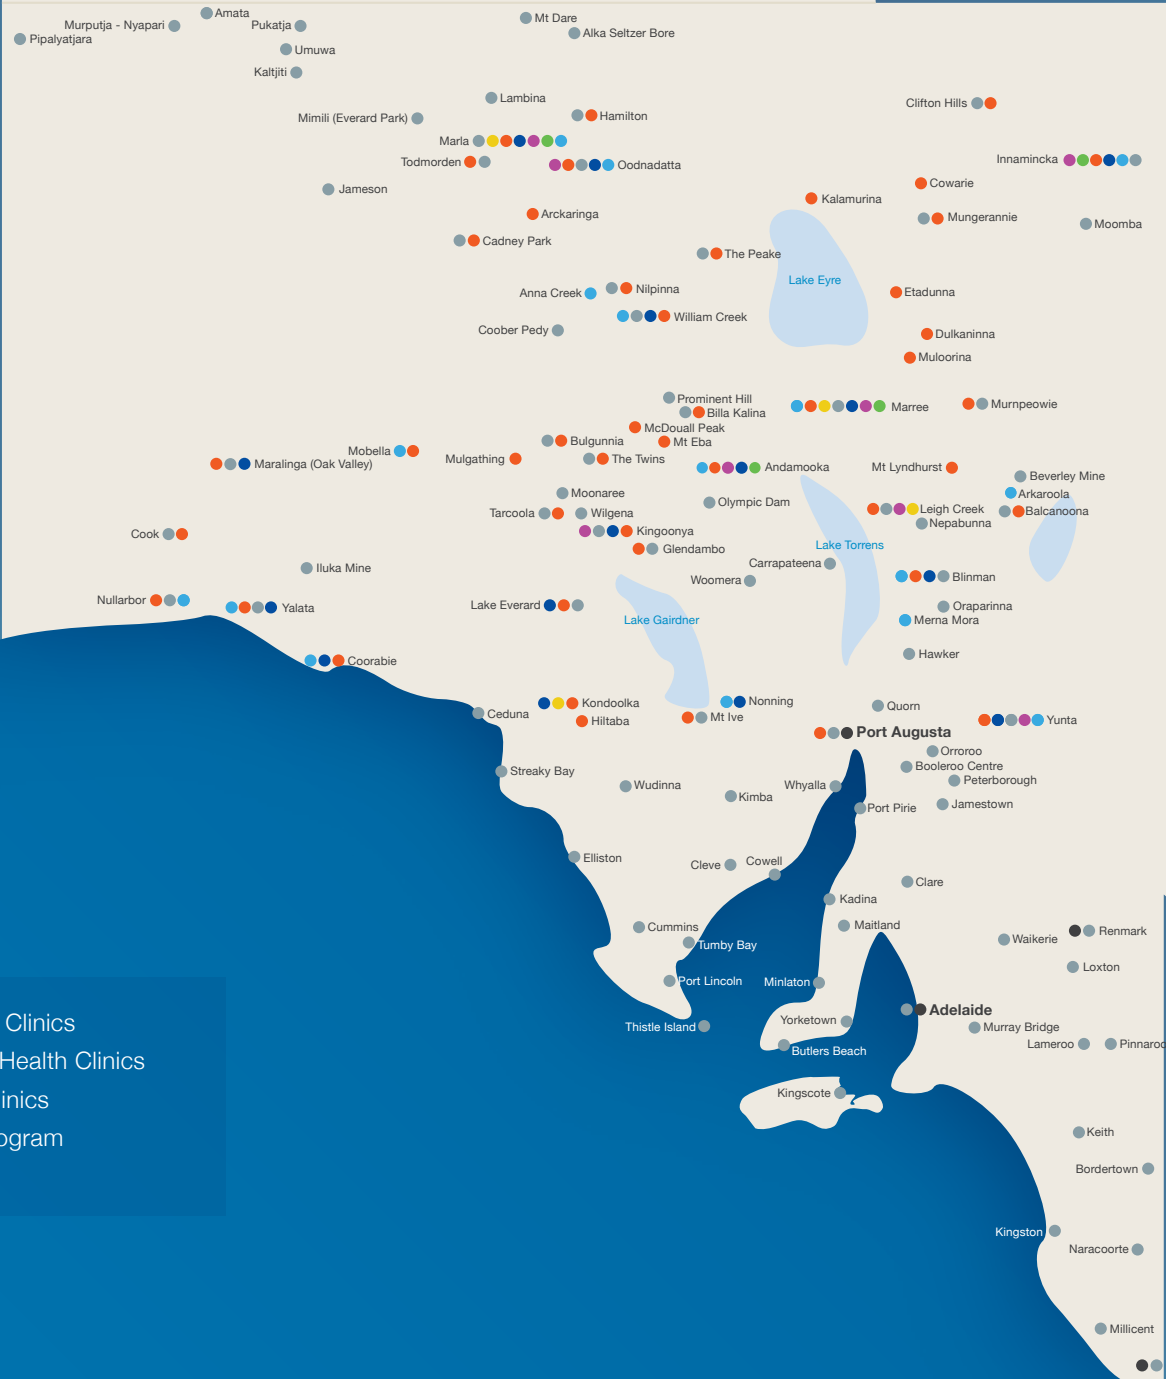 Amata
Mt Dare
Murputja - Nyapari
Pukatja
Alka Seltzer Bore
Pipalyatjara
Umuwa
Kaltjiti
Lambina
Clifton Hills
Mimili (Everard Park)
Hamilton
Marla
Innamincka
Todmorden
Oodnadatta
Cowarie
Jameson
Kalamurina
Arckaringa
Mungerannie
Moomba
Cadney Park
The Peake
Lake Eyre
Anna Creek
Nilpinna
Etadunna
William Creek
Coober Pedy
Dulkaninna
Muloorina
Prominent Hill
Billa Kalina
Marree
Murnpeowie
McDouall Peak
Bulgunnia
Mt Eba
Mobella
Maralinga (Oak Valley)
Mulgathing
The Twins
Andamooka
Mt Lyndhurst
Beverley Mine
Moonaree
Arkaroola
Olympic Dam
Leigh Creek
Balcanoona
Tarcoola
Wilgena
Nepabunna
Cook
Kingoonya
Lake Torrens
Glendambo
Carrapateena
Iluka Mine
Woomera
Blinman
Nullarbor
Yalata
Lake Everard
Oraparinna
Lake Gairdner
Merna Mora
Hawker
Coorabie
Kondoolka
Nonning
Quorn
Ceduna
Hiltaba
Mt Ive
Yunta
Port Augusta
Orroroo
Booleroo Centre
Streaky Bay
Peterborough
Wudinna
Whyalla
Kimba
Port Pirie
Jamestown
Elliston
Cleve
Cowell
Clare
Kadina
Cummins
Maitland
Renmark
Waikerie
Tumby Bay
Loxton
Port Lincoln
Minlaton
Adelaide
Clinics
Thistle Island
Yorketown
Murray Bridge
Lameroo
Pinnaroo
Butlers Beach
Health Clinics
Kingscote
inics
Keith
ogram
Bordertown
Kingston
Naracoorte
Millicent